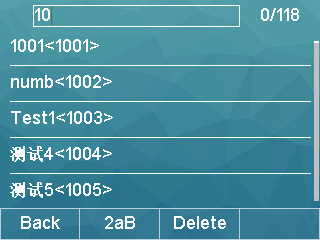 10 0/118
1001<1001>
numb<1002>
Test1<1003>
测试4<1004>
测试5<1005>
Back 2aB Delete